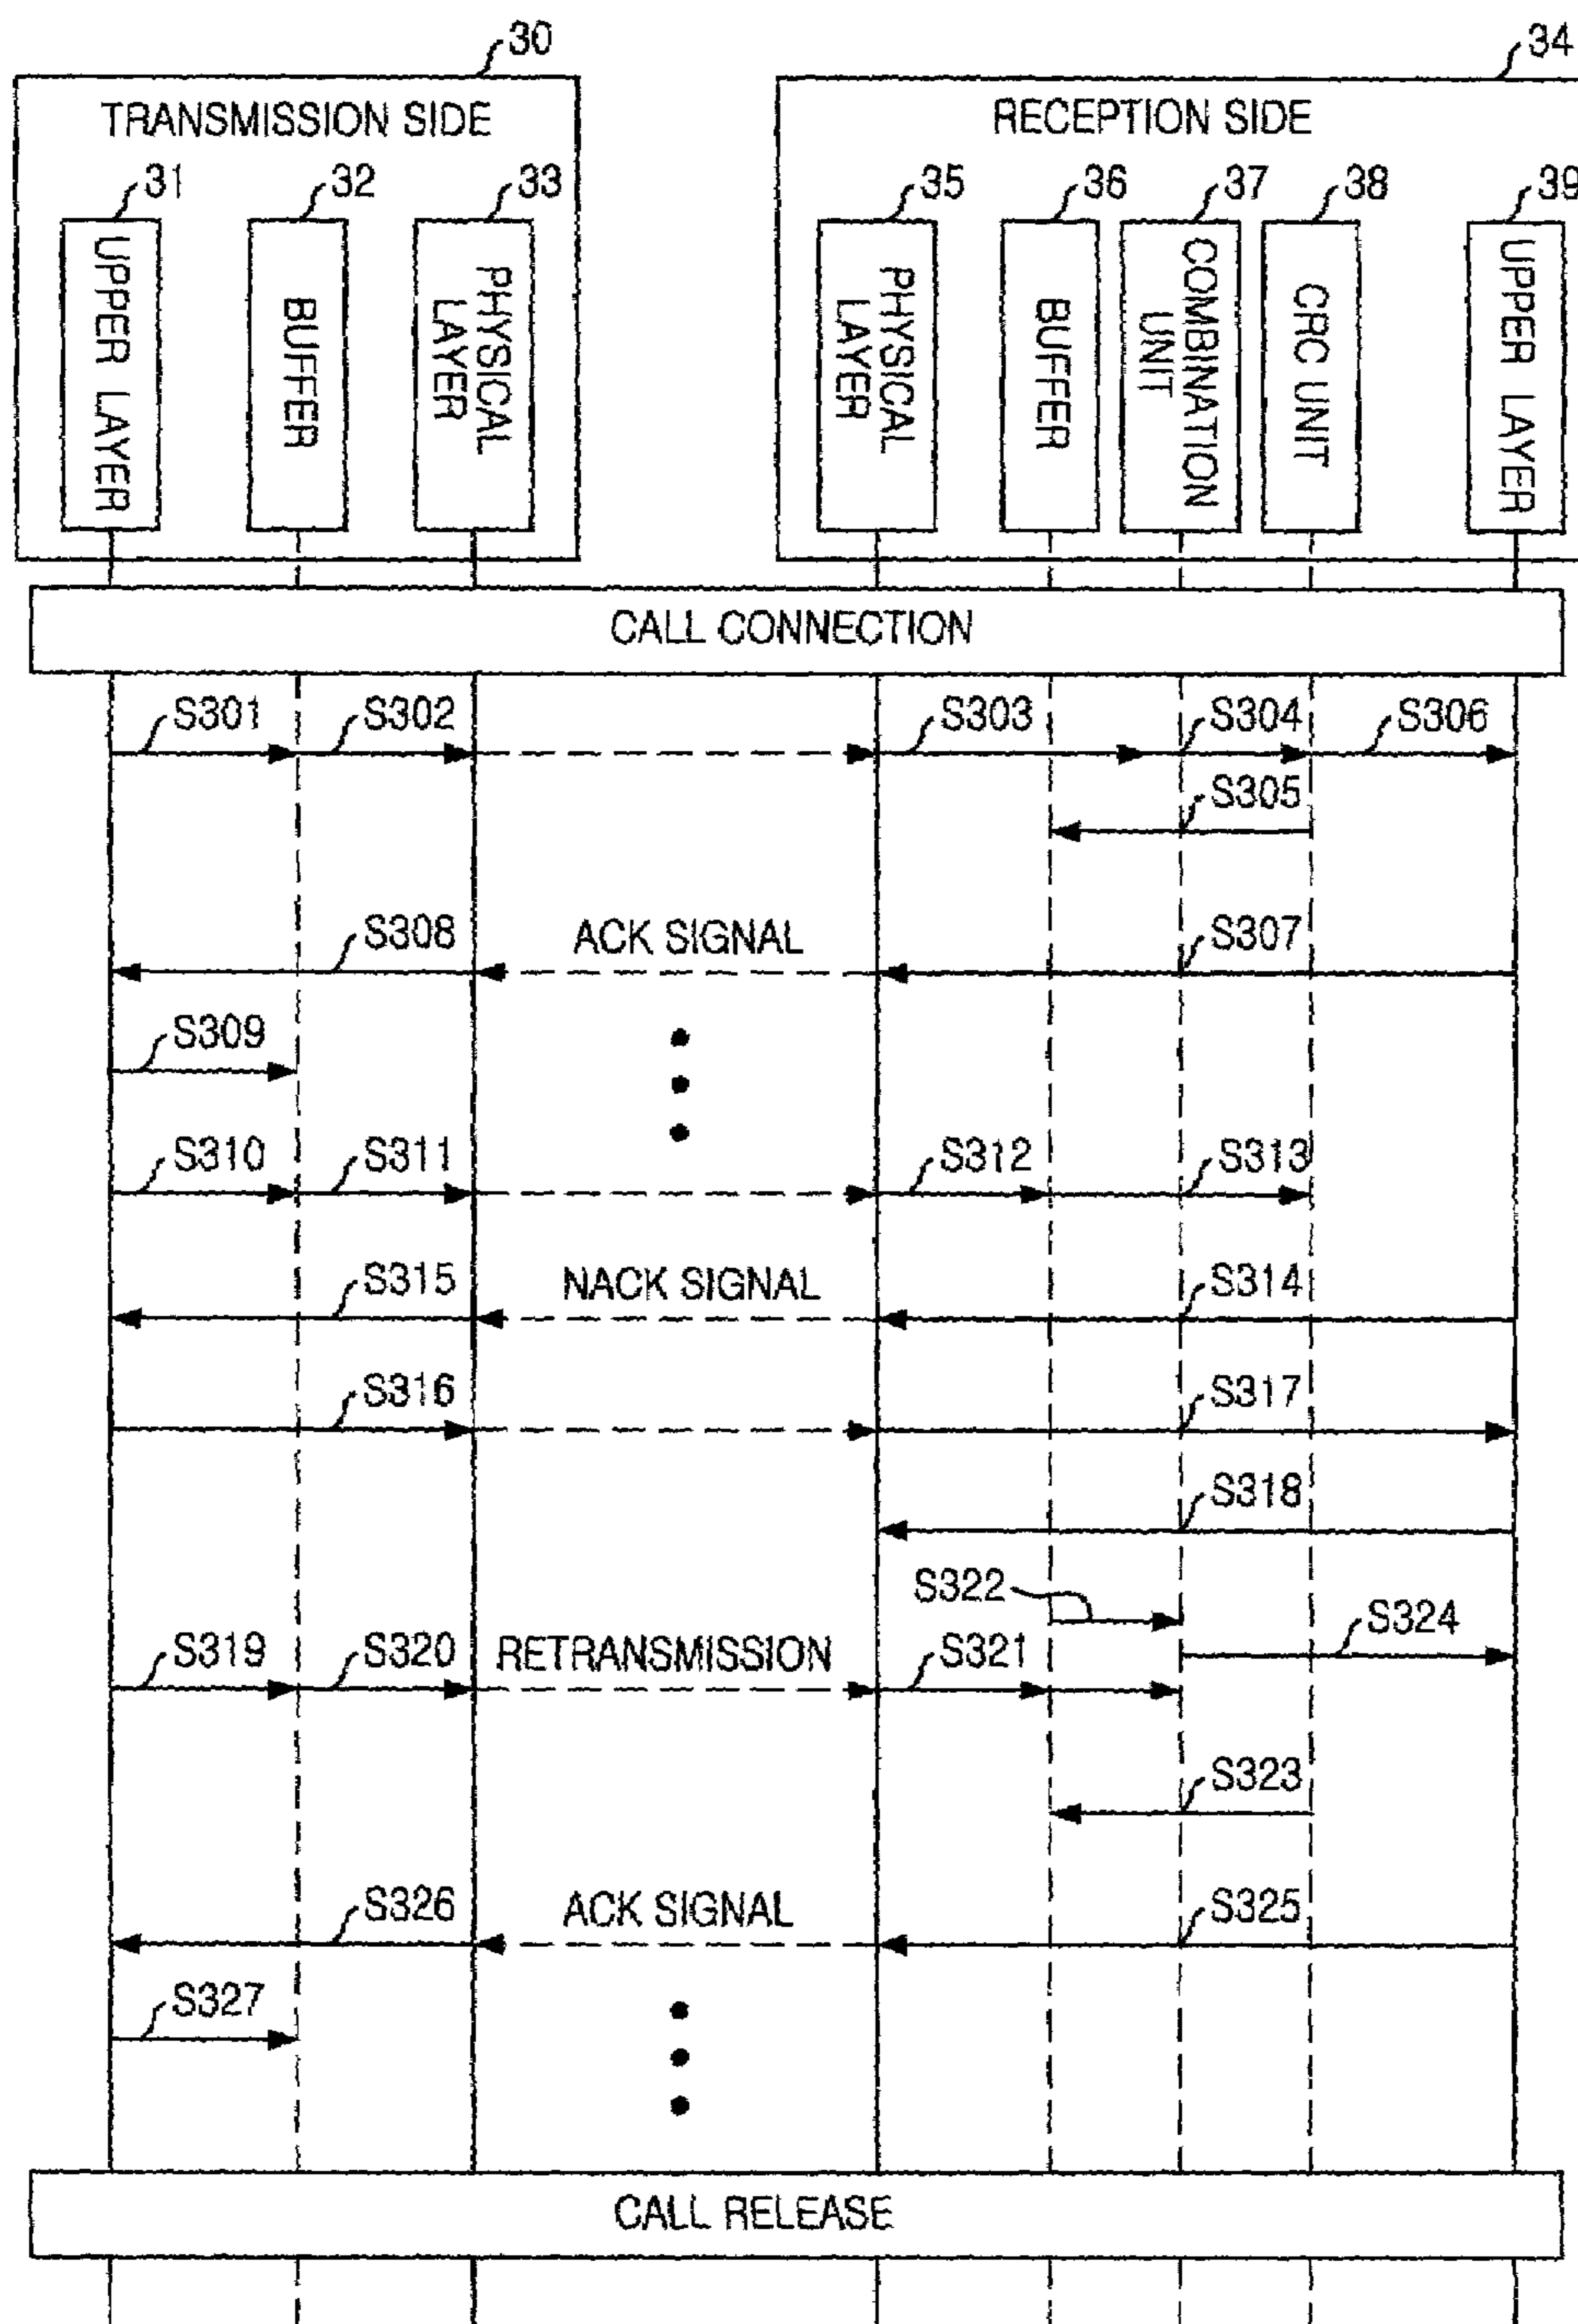 30
34
TRANSMISSION SIDE
RECEPTION SIDE
31
32
33
35
36
37
38
39
UPPER LAYER
BUFFER
PHYSICAL
LAYER
PHYSICAL
LAYER
BUFFER
COMBINATION
UNIT
CRC UNIT
UPPER LAYER
CALL CONNECTION
S301
S302
S303
S304
S306
S305
S308
ACK SIGNAL
S307
S309
S310
S311
S312
S313
S315
NACK SIGNAL
S314
S316
S317
S318
S322
S324
S319
S320
RETRANSMISSION
S321
S323
S326
ACK SIGNAL
S325
S327
CALL RELEASE